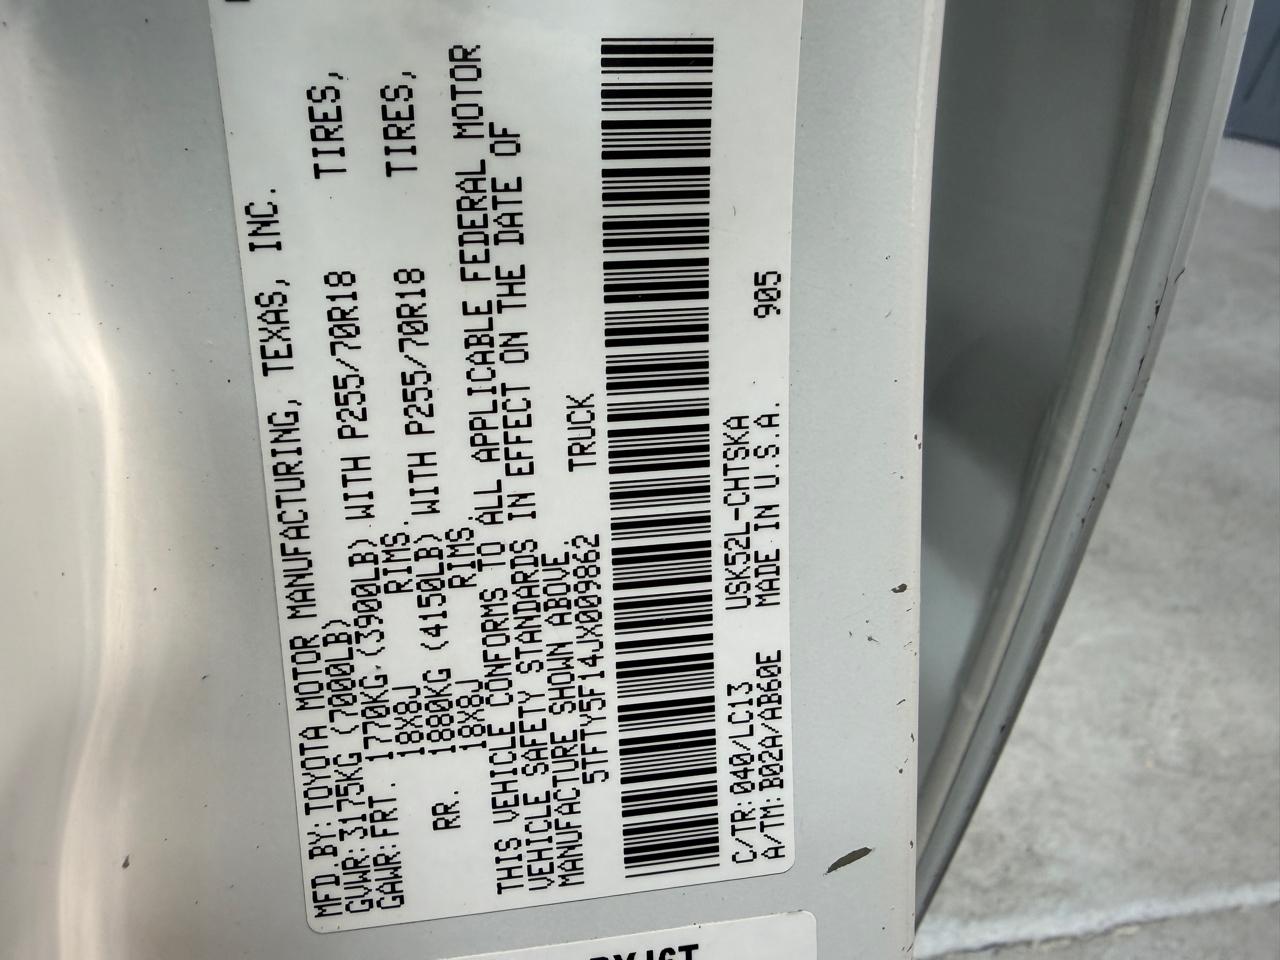 MFD.BY:TOYOTA MOTOR MANUFACTURING, TEXAS, INC.
GVWR:3175KG (7000LB)
GAWR:FRT. 1770KG (3900LB) WITH P255/70R18 TIRES,
18X8J RIMS.
RR. 1880KG (4150LB) WITH P255/70R18 TIRES,
18X8J RIMS.
THIS VEHICLE CONFORMS TO ALL APPLICABLE FEDERAL MOTOR
VEHICLE SAFETY STANDARDS IN EFFECT ON THE DATE OF
MANUFACTURE SHOWN ABOVE.
5TFTY5F14JX009862 TRUCK
C/TR:040/LC13 USK52L-CHTSKA
A/TM:B02A/AB60E MADE IN U.S.A. 905